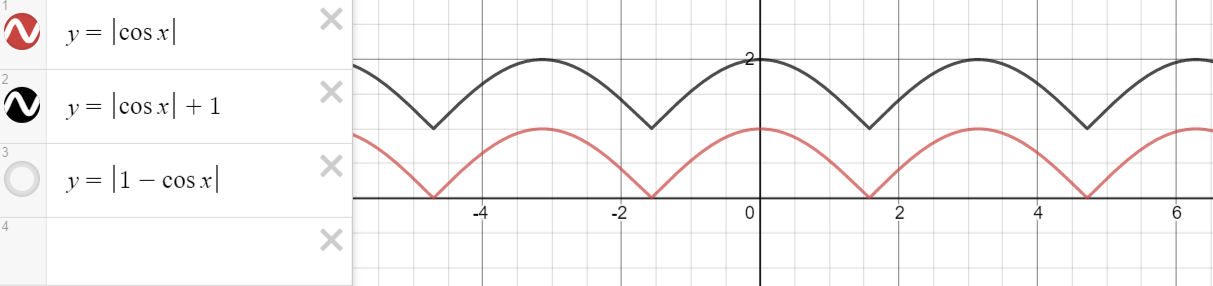 1
y = |cos x|
2
y = |cos x| + 1
3
y = |1 − cos x|
4
2
-4 -2 0 2 4 6